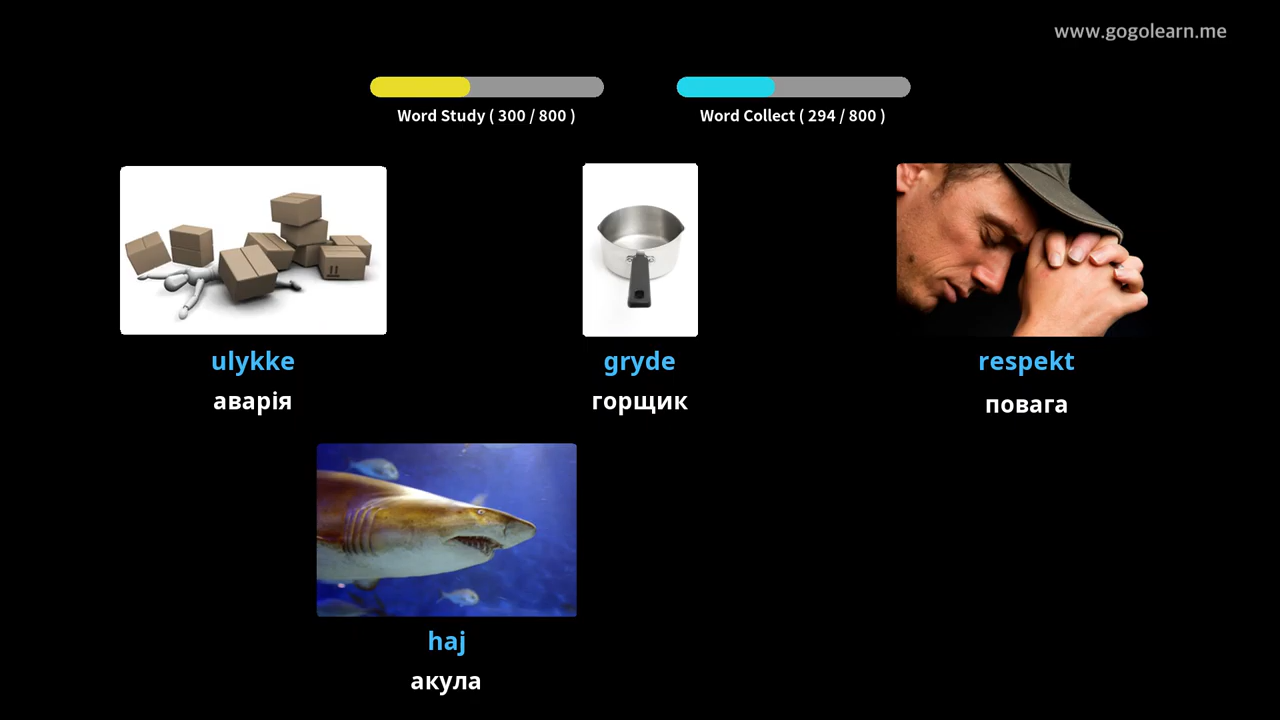 www.gogolearn.me
Word Study ( 300 / 800 )
Word Collect ( 294 / 800 )
ulykke
аварія
gryde
горщик
respekt
повага
haj
акула